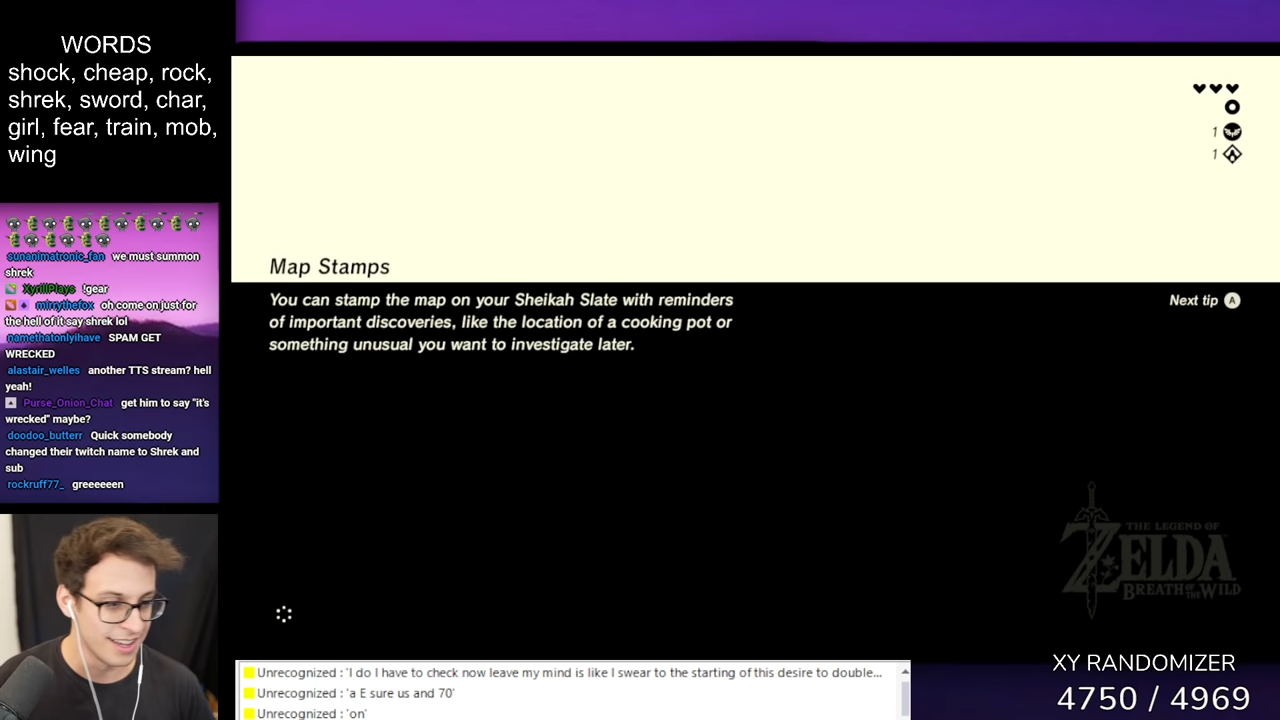 WORDS
shock, cheap, rock,
shrek, sword, char,
girl, fear, train, mob,
wing
sunanimatronic_fan we must summon
shrek
XyrillPlays !gear
mirrythefox oh come on just for
the hell of it say shrek lol
namethatonlyihave SPAM GET
WRECKED
alastair_welles another TTS stream? hell
yeah!
Purse_Onion_Chat get him to say "it's
wrecked" maybe?
doodoo_butterr Quick somebody
changed their twitch name to Shrek and
sub
rockruff77_ greeeeeen
1
1
Map Stamps
You can stamp the map on your Sheikah Slate with reminders
of important discoveries, like the location of a cooking pot or
something unusual you want to investigate later.
Next tip A
THE LEGEND OF
ZELDA
BREATH OF THE WILD
Unrecognized : 'I do I have to check now leave my mind is like I swear to the starting of this desire to double...
Unrecognized : 'a E sure us and 70'
Unrecognized : 'on'
XY RANDOMIZER
4750 / 4969